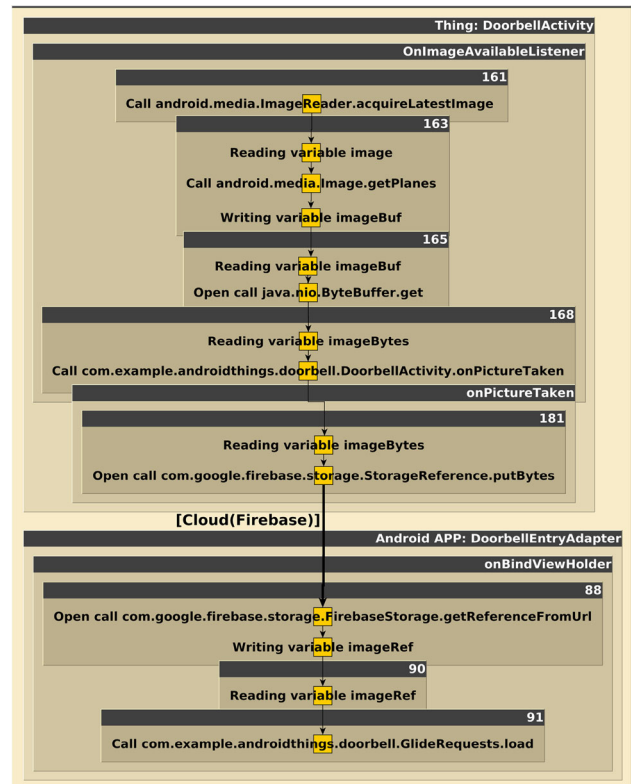 Thing: DoorbellActivity
OnImageAvailableListener
161
Call android.media.ImageReader.acquireLatestImage
163
Reading variable image
Call android.media.Image.getPlanes
Writing variable imageBuf
165
Reading variable imageBuf
Open call java.nio.ByteBuffer.get
168
Reading variable imageBytes
Call com.example.androidthings.doorbell.DoorbellActivity.onPictureTaken
onPictureTaken
181
Reading variable imageBytes
Open call com.google.firebase.storage.StorageReference.putBytes
[Cloud(Firebase)]
Android APP: DoorbellEntryAdapter
onBindViewHolder
88
Open call com.google.firebase.storage.FirebaseStorage.getReferenceFromUrl
Writing variable imageRef
90
Reading variable imageRef
91
Call com.example.androidthings.doorbell.GlideRequests.load